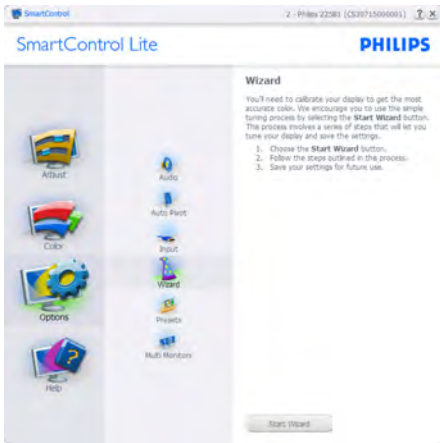 SmartControl
2 - Philips 225B1 (CS30715000001)
? X
SmartControl Lite
PHILIPS
Adjust
Color
Options
Help
Audio
Auto Pivot
Input
Wizard
Presets
Multi Monitors
Wizard
You'll need to calibrate your display to get the most
accurate color. We encourage you to use the simple
tuning process by selecting the Start Wizard button.
This process involves a series of steps that will let you
tune your display and save the settings.
1. Choose the Start Wizard button.
2. Follow the steps outlined in this process.
3. Save your settings for future use.
Start Wizard